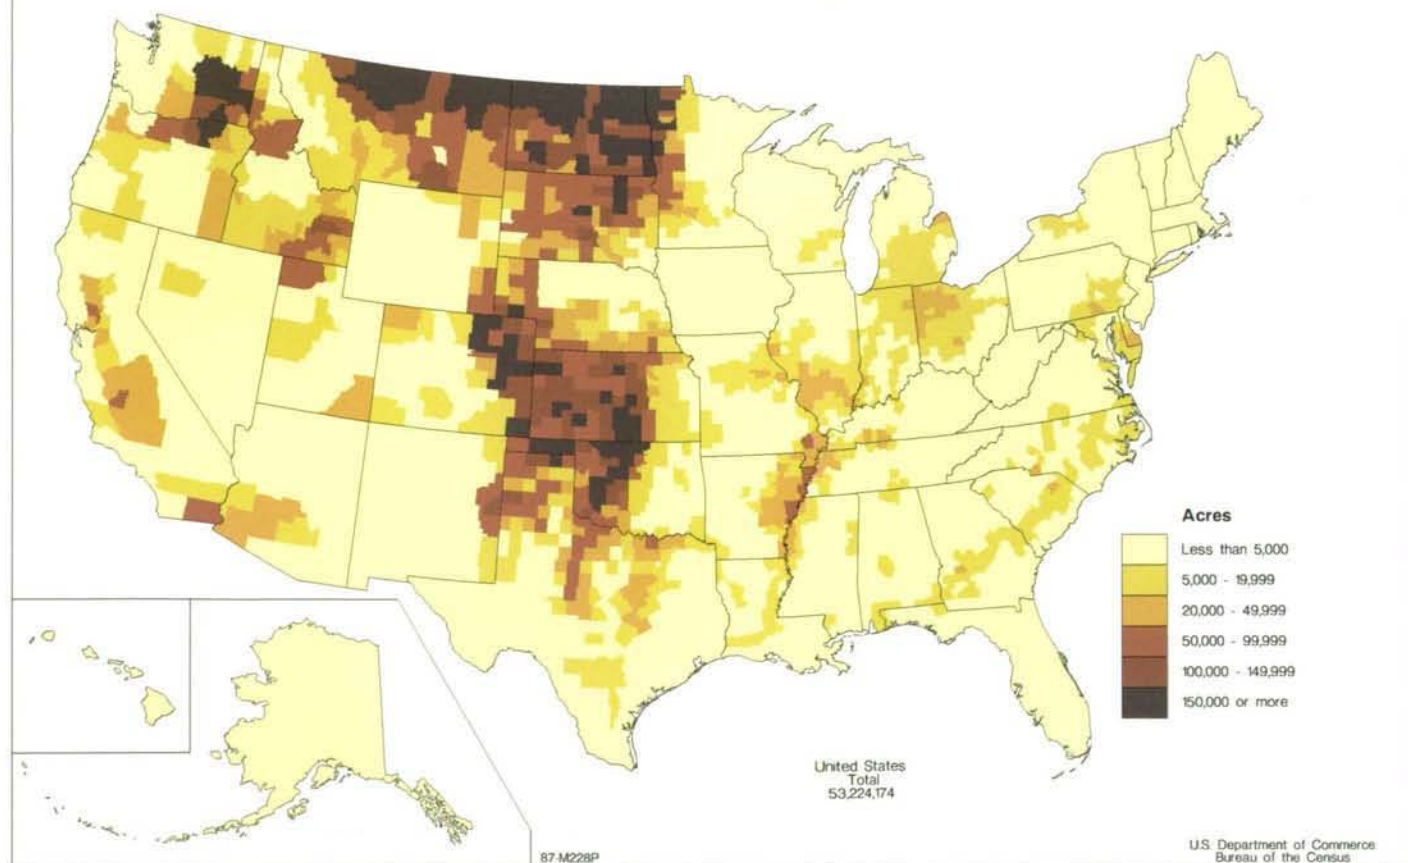 Acres
Less than 5,000
5,000 - 19,999
20,000 - 49,999
50,000 - 99,999
100,000 - 149,999
150,000 or more
United States
Total
53,224,174
87-M228P
U.S. Department of Commerce
Bureau of the Census